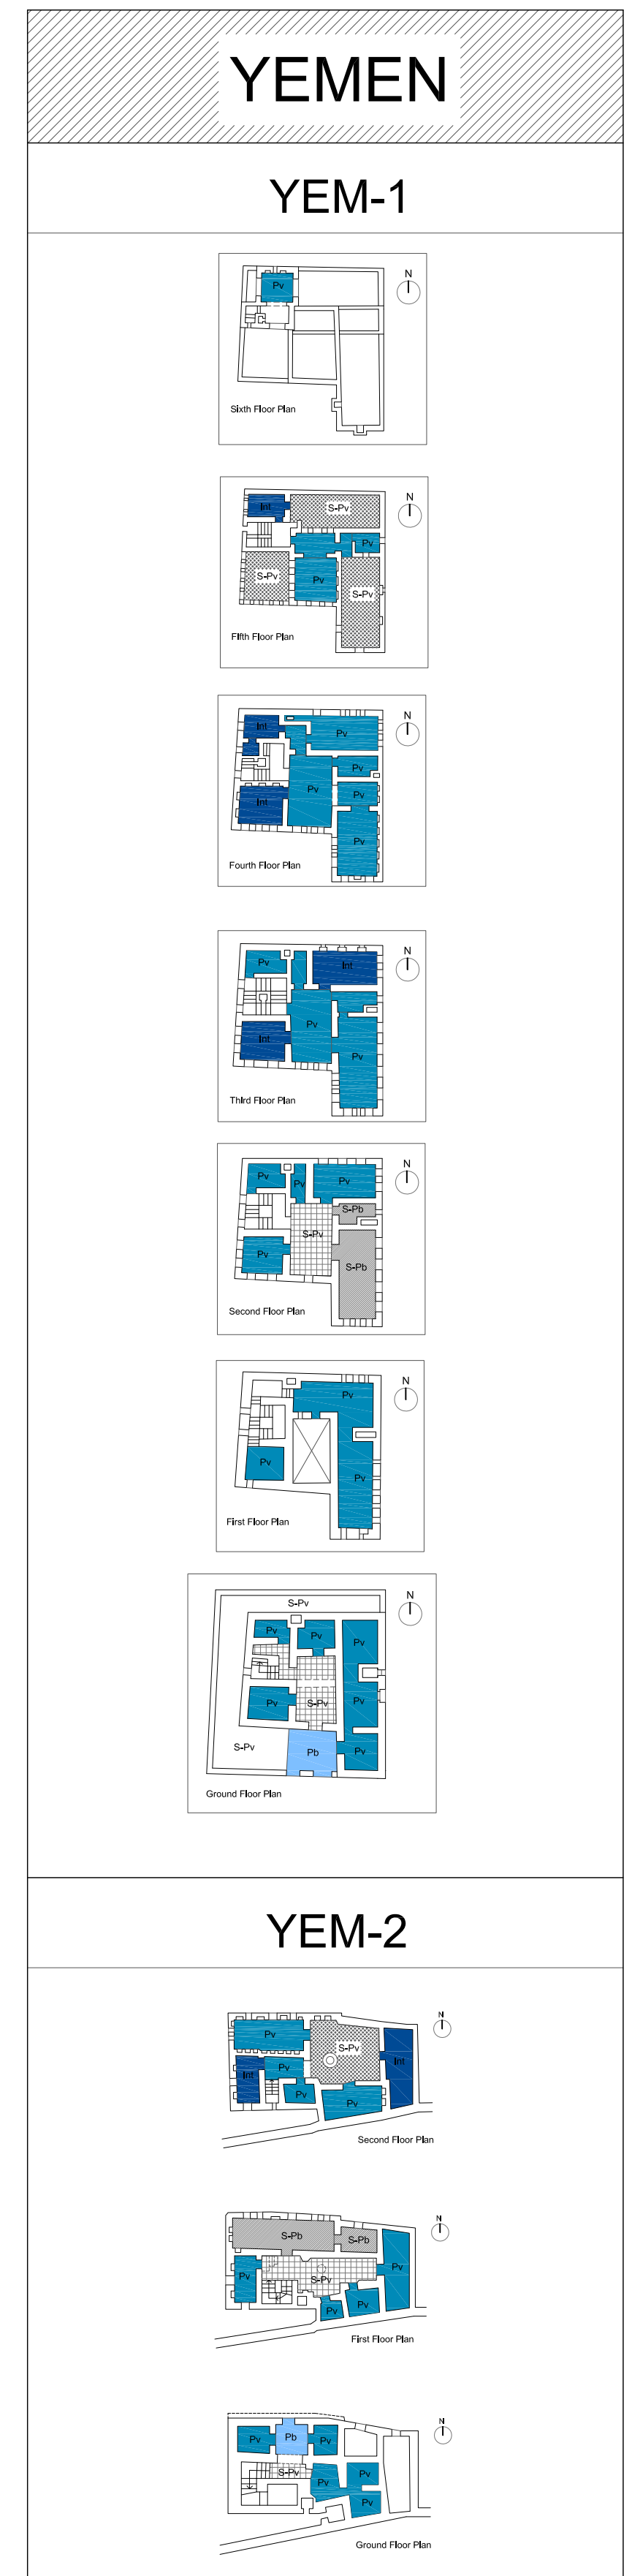 YEMEN
YEM-1
N
Pv
Sixth Floor Plan
N
Int
S-Pv
Pv
S-Pv
Pv
S-Pv
Fifth Floor Plan
N
Int
Pv
Pv
Pv
Int
Pv
Pv
Fourth Floor Plan
N
Pv
Int
Pv
Int
Pv
Third Floor Plan
N
Pv
Pv
Pv
S-Pb
S-Pv
Pv
S-Pb
Second Floor Plan
N
Pv
Pv
Pv
First Floor Plan
N
S-Pv
Pv
Pv
Pv
Pv
S-Pv
Pv
S-Pv
Pb
Pv
Ground Floor Plan
YEM-2
N
Pv
S-Pv
Int
Pv
Int
Pv
Pv
Second Floor Plan
N
S-Pb
S-Pb
Pv
Pv
S-Pv
Pv
Pv
First Floor Plan
N
Pv
Pb
Pv
S-Pv
Pv
Pv
Pv
Ground Floor Plan